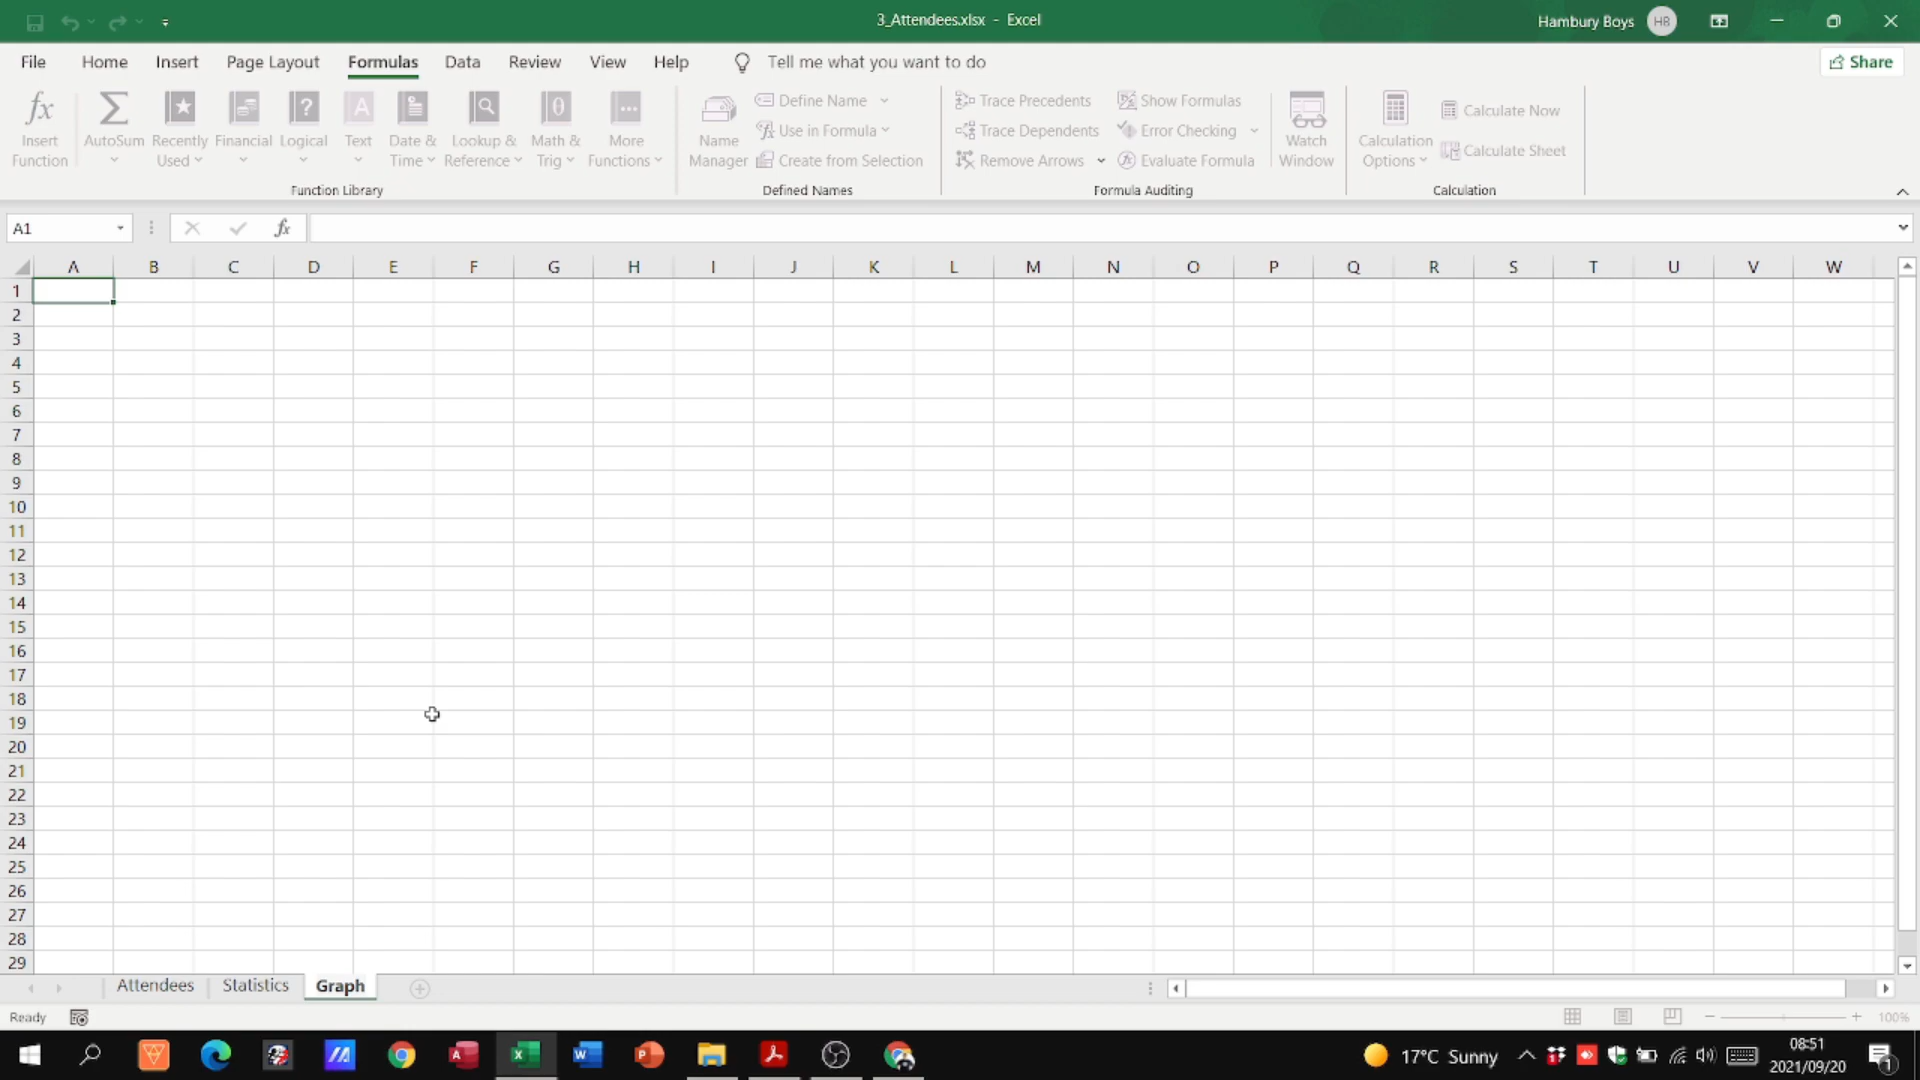 3_Attendees.xlsx - Excel
Hambury Boys HB
File Home Insert Page Layout Formulas Data Review View Help Tell me what you want to do Share
Insert Function
AutoSum
Recently Used
Financial
Logical
Text
Date & Time
Lookup & Reference
Math & Trig
More Functions
Function Library
Name Manager
Define Name
Use in Formula
Create from Selection
Defined Names
Trace Precedents
Trace Dependents
Remove Arrows
Show Formulas
Error Checking
Evaluate Formula
Formula Auditing
Watch Window
Calculation Options
Calculate Now
Calculate Sheet
Calculation
A1
fx
A B C D E F G H I J K L M N O P Q R S T U V W
1
2
3
4
5
6
7
8
9
10
11
12
13
14
15
16
17
18
19
20
21
22
23
24
25
26
27
28
29
Attendees Statistics Graph
Ready
100%
17°C Sunny
08:51
2021/09/20
1